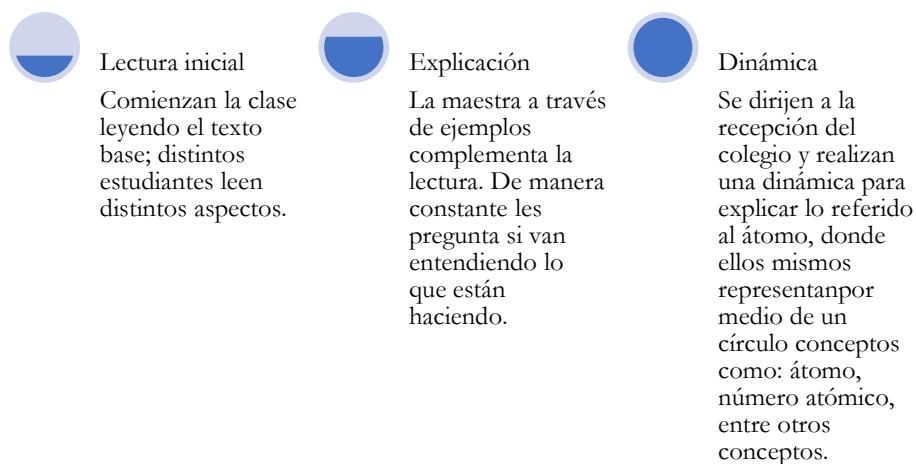 Lectura inicial
Comienzan la clase
leyendo el texto
base; distintos
estudiantes leen
distintos aspectos.
Explicación
La maestra a través
de ejemplos
complementa la
lectura. De manera
constante les
pregunta si van
entendiendo lo
que están
haciendo.
Dinámica
Se dirijen a la
recepción del
colegio y realizan
una dinámica para
explicar lo referido
al átomo, donde
ellos mismos
representanpor
medio de un
círculo conceptos
como: átomo,
número atómico,
entre otros
conceptos.